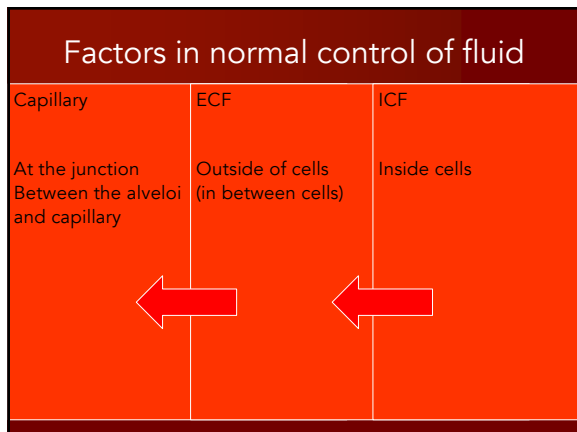 Factors in normal control of fluid
Capillary
At the junction
Between the alveloi
and capillary
ECF
Outside of cells
(in between cells)
ICF
Inside cells